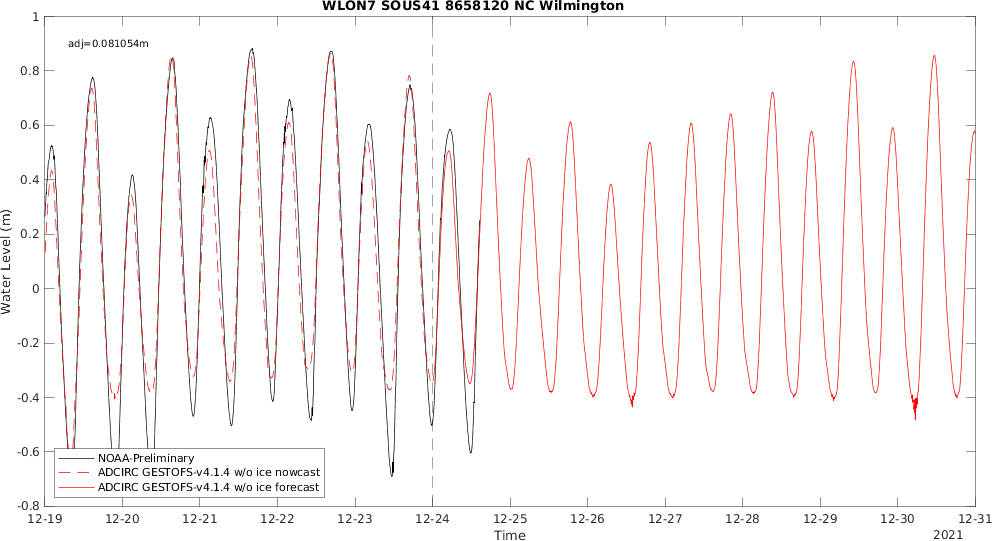 WLON7 SOUS41 8658120 NC Wilmington
adj=0.081054m
Water Level (m)
1
0.8
0.6
0.4
0.2
0
-0.2
-0.4
-0.6
-0.8
NOAA-Preliminary
ADCIRC GESTOFS-v4.1.4 w/o ice nowcast
ADCIRC GESTOFS-v4.1.4 w/o ice forecast
12-19 12-20 12-21 12-22 12-23 12-24 12-25 12-26 12-27 12-28 12-29 12-30 12-31
Time
2021